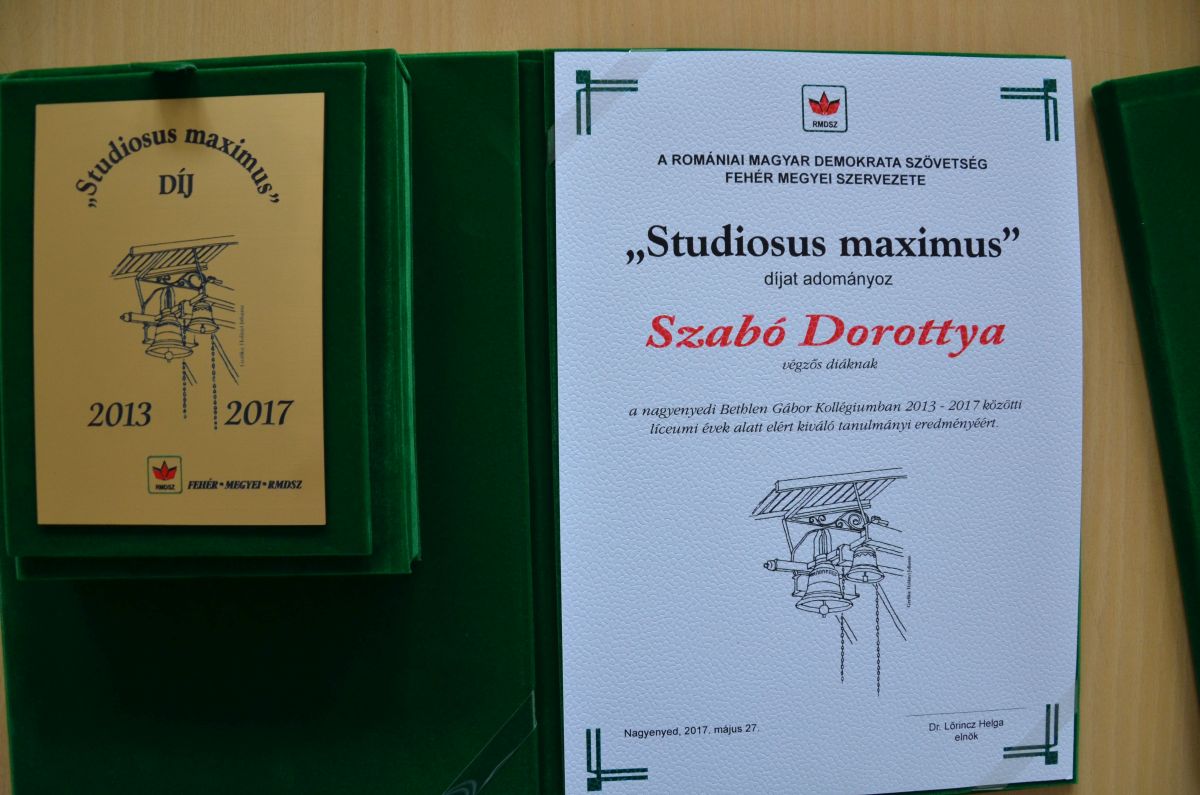 „Studiosus maximus”
DÍJ
2013 2017
RMDSZ
FEHÉR - MEGYEI - RMDSZ
RMDSZ
A ROMÁNIAI MAGYAR DEMOKRATA SZÖVETSÉG
FEHÉR MEGYEI SZERVEZETE
„Studiosus maximus”
díjat adományoz
Szabó Dorottya
végzős diáknak
a nagyenyedi Bethlen Gábor Kollégiumban 2013 - 2017 közötti
líceumi évek alatt elért kiváló tanulmányi eredményéért.
Nagyenyed, 2017. május 27.
Dr. Lőrincz Helga
elnök